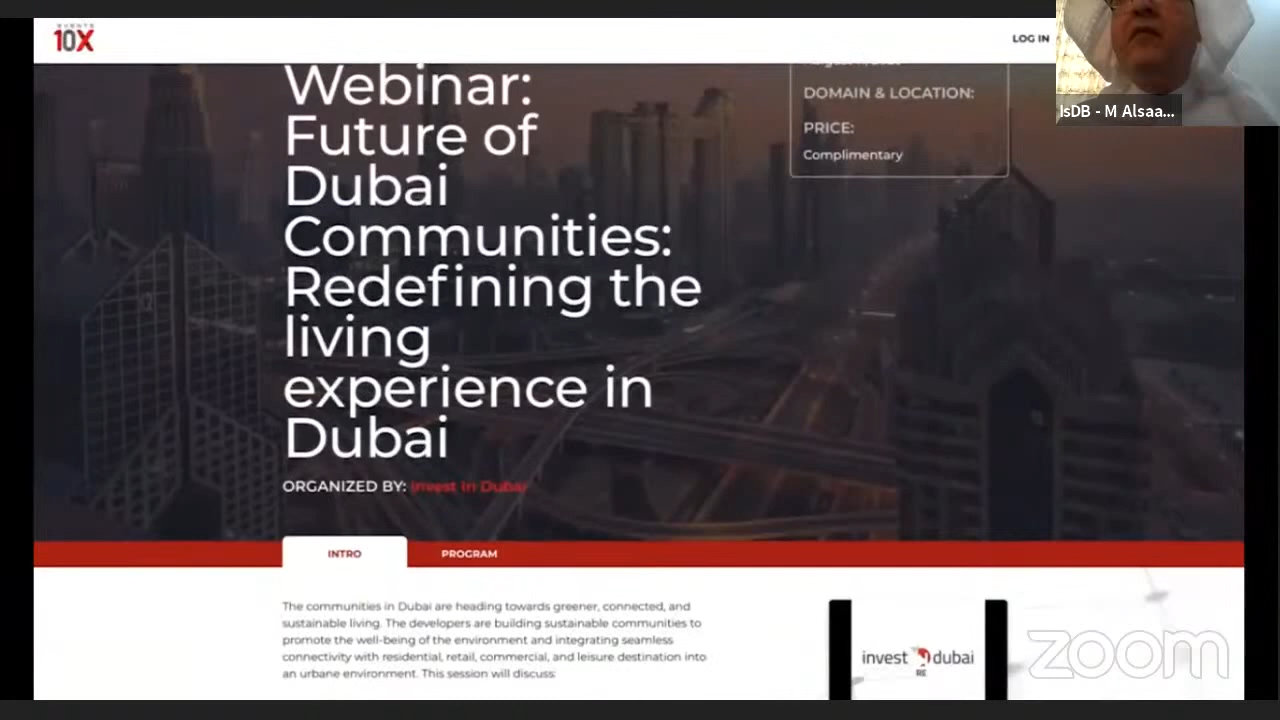 EVENTS
10X
LOG IN
IsDB - M Alsaa...
Webinar:
Future of
Dubai
Communities:
Redefining the
living
experience in
Dubai
DOMAIN & LOCATION:
PRICE:
Complimentary
ORGANIZED BY: Invest In Dubai
INTRO
PROGRAM
The communities in Dubai are heading towards greener, connected, and
sustainable living. The developers are building sustainable communities to
promote the well-being of the environment and integrating seamless
connectivity with residential, retail, commercial, and leisure destination into
an urbane environment. This session will discuss:
invest dubai
RE
zoom